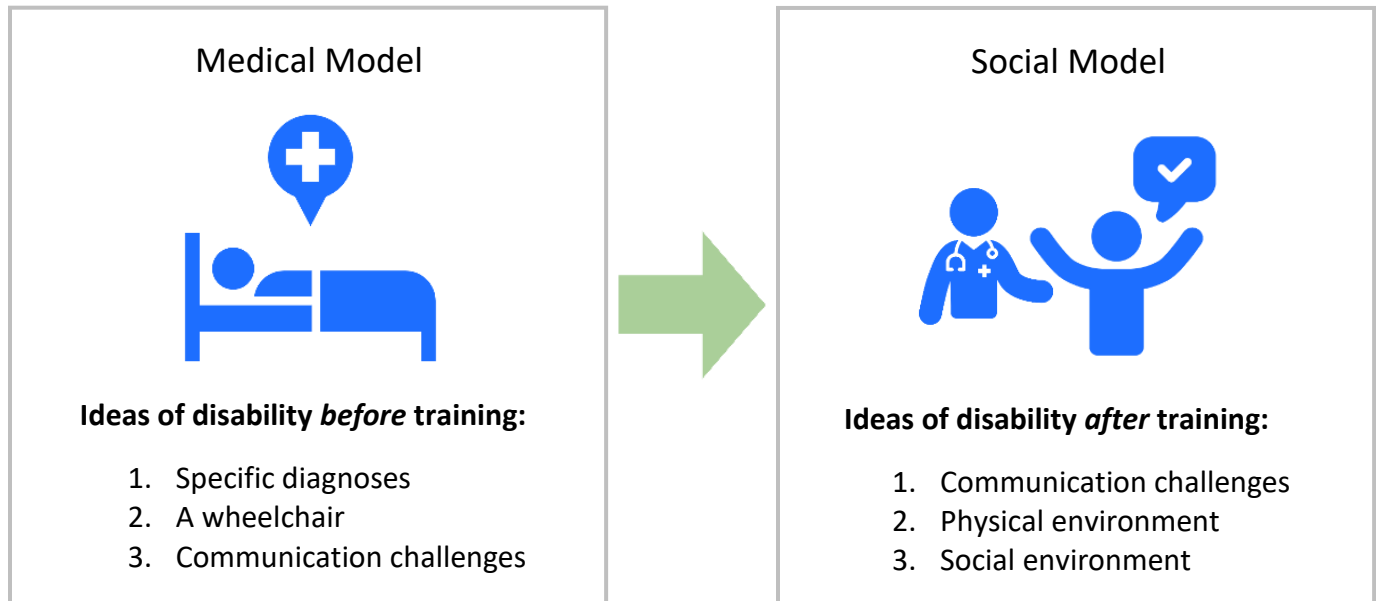 Medical Model
Ideas of disability before training:
1. Specific diagnoses
2. A wheelchair
3. Communication challenges
Social Model
Ideas of disability after training:
1. Communication challenges
2. Physical environment
3. Social environment